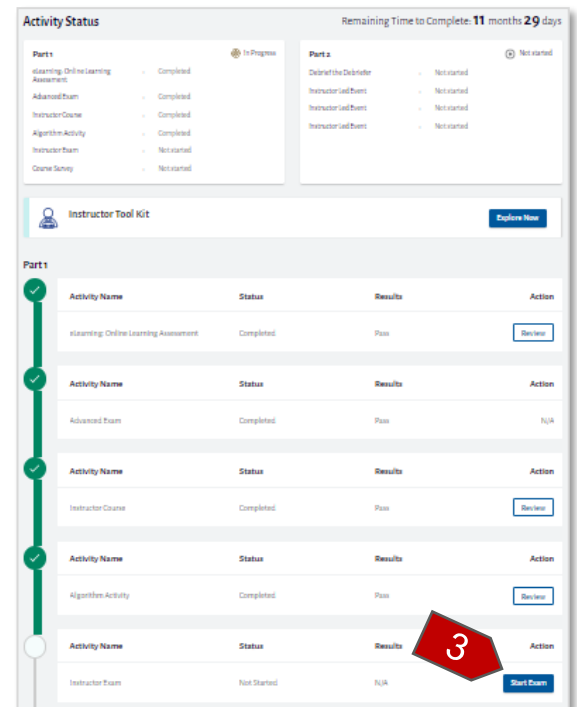 Activity Status
Remaining Time to Complete: 11 months 29 days
Part 1
In Progress
eLearning: Online Learning Assessment - Completed
Advanced Exam - Completed
Instructor Course - Completed
Algorithm Activity - Completed
Instructor Exam - Not started
Course Survey - Not started
Part 2
Not started
Debrief the Debriefer - Not started
Instructor Led Event - Not started
Instructor Led Event - Not started
Instructor Led Event - Not started
Instructor Tool Kit
Explore Now
Part 1
Activity Name Status Results Action
eLearning: Online Learning Assessment Completed Pass Review
Activity Name Status Results Action
Advanced Exam Completed Pass N/A
Activity Name Status Results Action
Instructor Course Completed Pass Review
Activity Name Status Results Action
Algorithm Activity Completed Pass Review
Activity Name Status Results Action
3
Instructor Exam Not Started N/A Start Exam